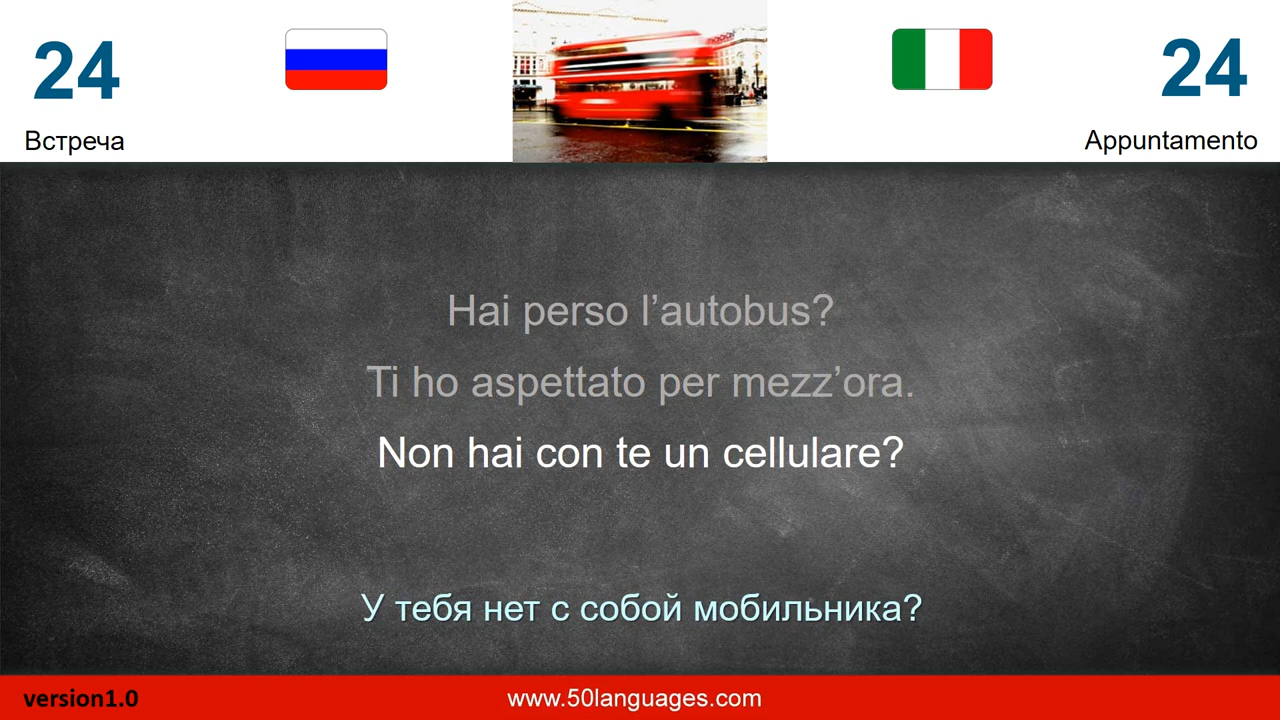 24
24
Встреча
Appuntamento
Hai perso l’autobus?
Ti ho aspettato per mezz’ora.
Non hai con te un cellulare?
У тебя нет с собой мобильника?
version1.0
www.50languages.com